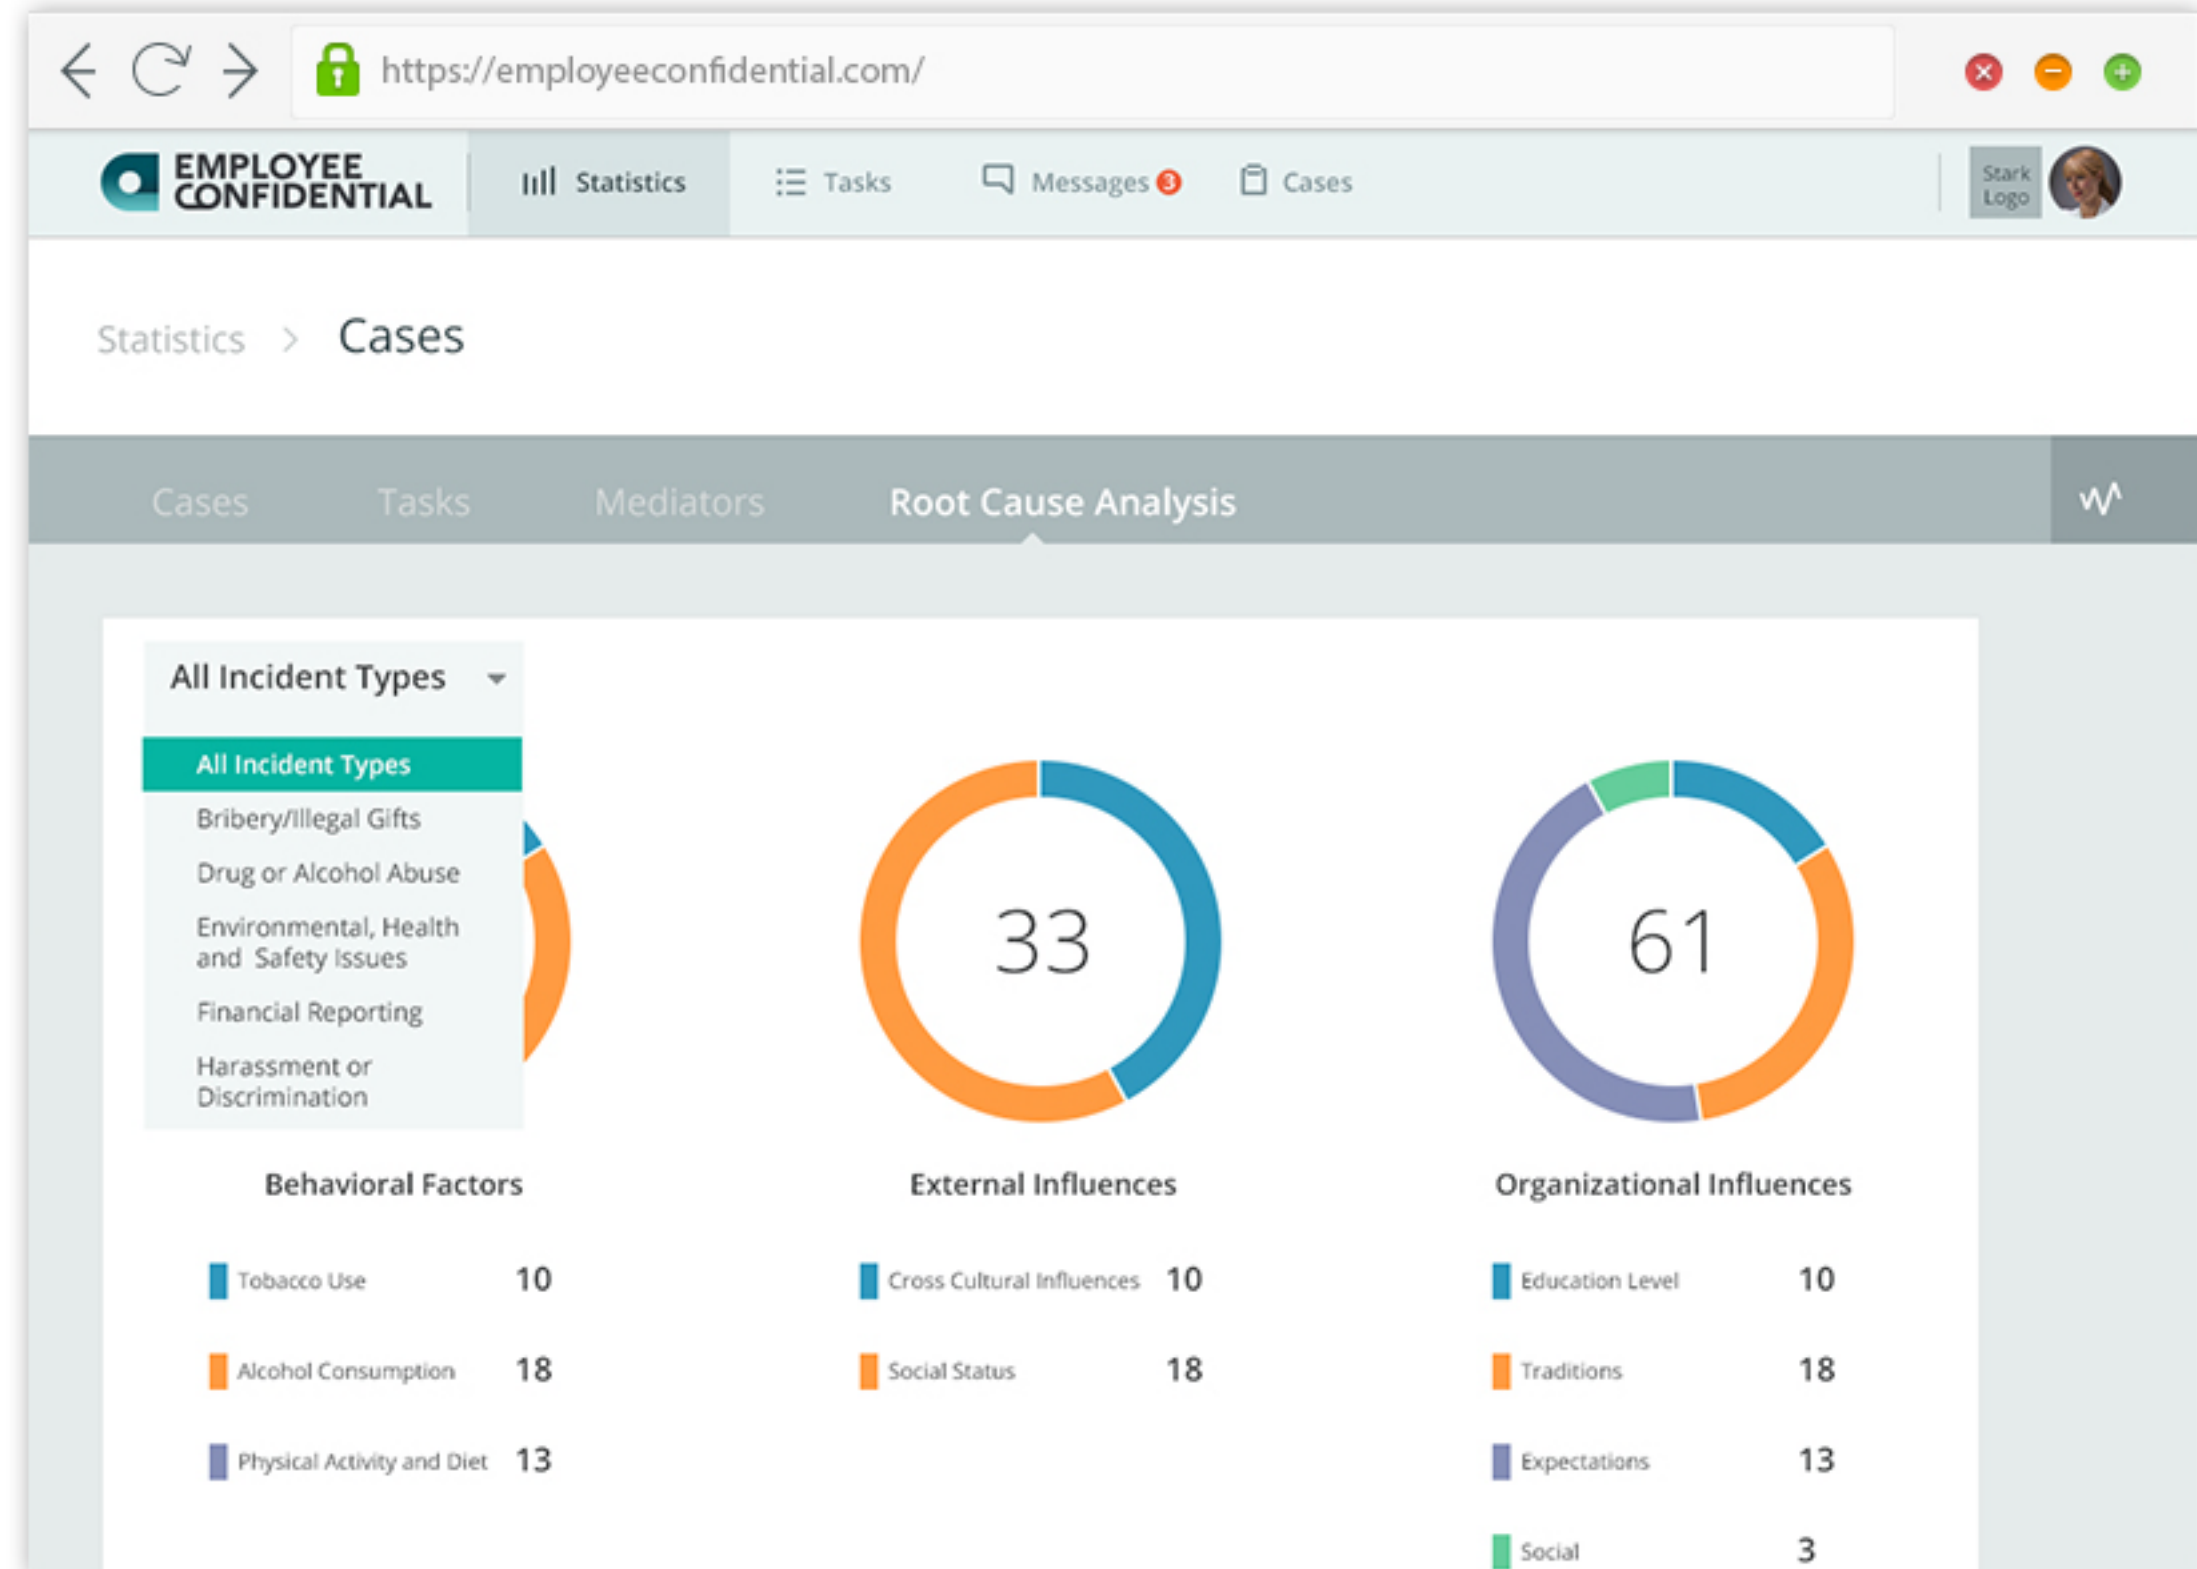 https://employeeconfidential.com/
EMPLOYEE
CONFIDENTIAL
Statistics
Tasks
Messages 3
Cases
Stark
Logo
Statistics > Cases
Cases
Tasks
Mediators
Root Cause Analysis
All Incident Types
All Incident Types
Bribery/Illegal Gifts
Drug or Alcohol Abuse
Environmental, Health
and Safety Issues
Financial Reporting
Harassment or
Discrimination
33
61
Behavioral Factors
Tobacco Use 10
Alcohol Consumption 18
Physical Activity and Diet 13
External Influences
Cross Cultural Influences 10
Social Status 18
Organizational Influences
Education Level 10
Traditions 18
Expectations 13
Social 3